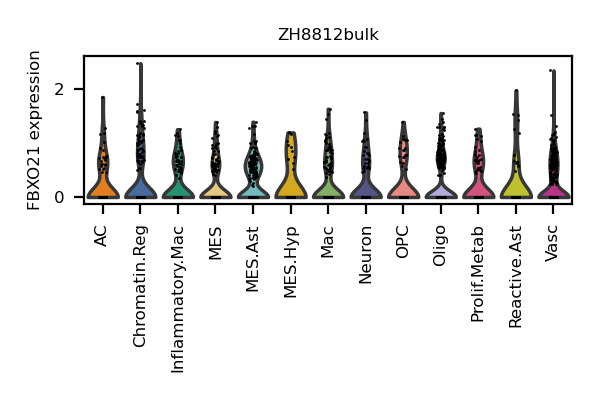 ZH8812bulk
FBXO21 expression
2
0
AC
Chromatin.Reg
Inflammatory.Mac
MES
MES.Ast
MES.Hyp
Mac
Neuron
OPC
Oligo
Prolif.Metab
Reactive.Ast
Vasc